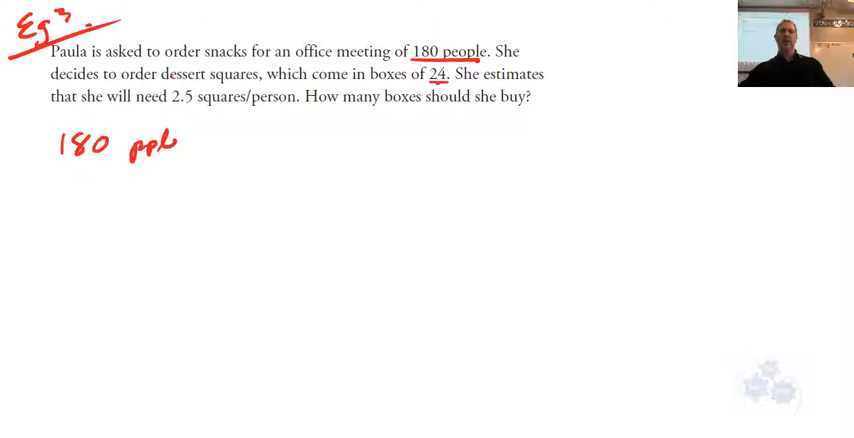 Eg 3
Paula is asked to order snacks for an office meeting of 180 people. She
decides to order dessert squares, which come in boxes of 24. She estimates
that she will need 2.5 squares/person. How many boxes should she buy?
180 ppl